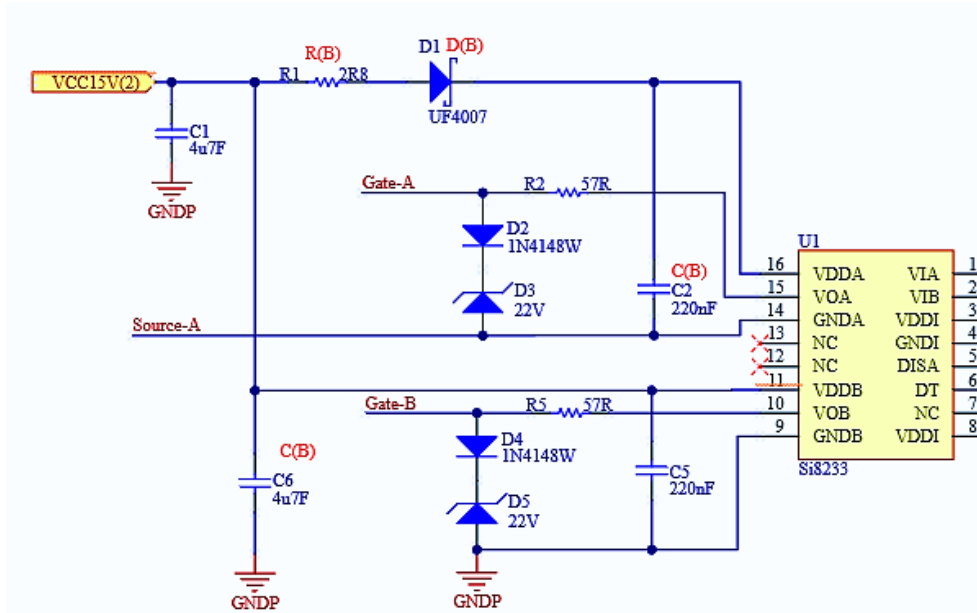 R(B)
D1 D(B)
VCC15V(2)
R1 2R8
UF4007
C1
4u7F
GNDP
Gate-A
R2 57R
D2
1N4148W
U1
C(B)
C2
220nF
D3
22V
Source-A
16 VDDA VIA 1
15 VOA VIB 2
14 GNDA VDDI 3
13 NC GNDI 4
12 NC DISA 5
11 VDDB DT 6
10 VOB NC 7
9 GNDB VDDI 8
Si8233
Gate-B
R5 57R
D4
1N4148W
C(B)
C6
4u7F
C5
220nF
D5
22V
GNDP
GNDP